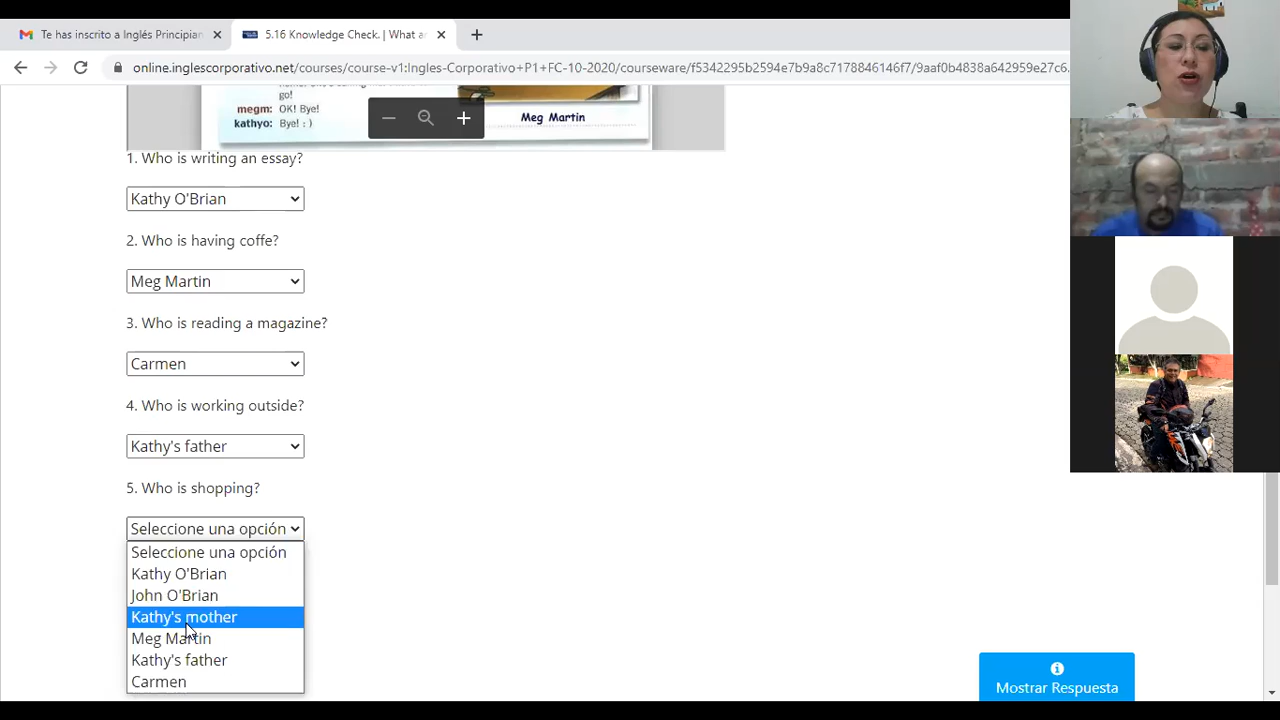 Te has inscrito a Inglés Principian
5.16 Knowledge Check. | What a
online.inglescorporativo.net/courses/course-v1:Ingles-Corporativo+P1+FC-10-2020/courseware/f5342295b2594e7b9a8c7178846146f7/9aaf0b4838a642959e27c6.
go!
megm: OK! Bye!
kathyo: Bye! : )
Meg Martin
1. Who is writing an essay?
Kathy O'Brian
2. Who is having coffe?
Meg Martin
3. Who is reading a magazine?
Carmen
4. Who is working outside?
Kathy's father
5. Who is shopping?
Seleccione una opción
Seleccione una opción
Kathy O'Brian
John O'Brian
Kathy's mother
Meg Martin
Kathy's father
Carmen
Mostrar Respuesta